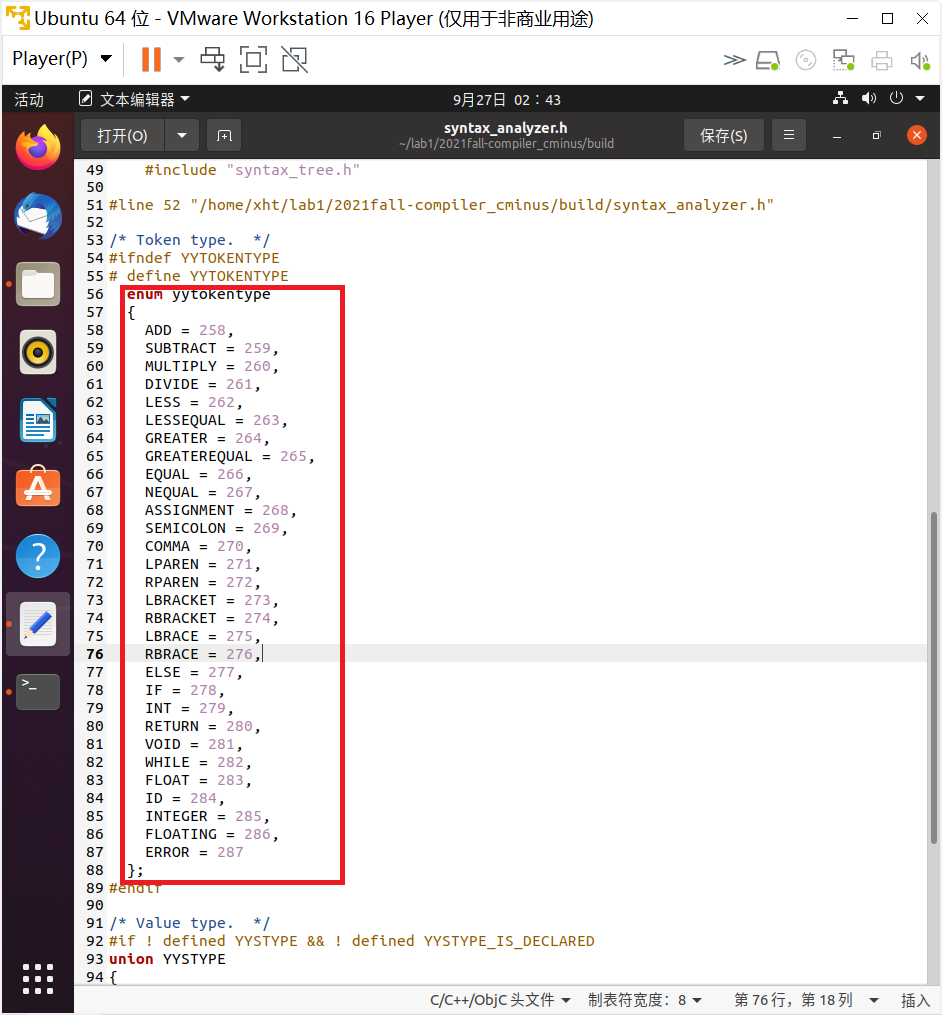 Ubuntu 64 位 - VMware Workstation 16 Player (仅用于非商业用途)
Player(P)
活动
文本编辑器
9月27日 02：43
打开(O)
syntax_analyzer.h
~/lab1/2021fall-compiler_cminus/build
保存(S)
49 #include "syntax_tree.h"
50
51 #line 52 "/home/xht/lab1/2021fall-compiler_cminus/build/syntax_analyzer.h"
52
53 /* Token type.  */
54 #ifndef YYTOKENTYPE
55 # define YYTOKENTYPE
56 enum yytokentype
57 {
58 ADD = 258,
59 SUBTRACT = 259,
60 MULTIPLY = 260,
61 DIVIDE = 261,
62 LESS = 262,
63 LESSEQUAL = 263,
64 GREATER = 264,
65 GREATEREQUAL = 265,
66 EQUAL = 266,
67 NEQUAL = 267,
68 ASSIGNMENT = 268,
69 SEMICOLON = 269,
70 COMMA = 270,
71 LPAREN = 271,
72 RPAREN = 272,
73 LBRACKET = 273,
74 RBRACKET = 274,
75 LBRACE = 275,
76 RBRACE = 276,
77 ELSE = 277,
78 IF = 278,
79 INT = 279,
80 RETURN = 280,
81 VOID = 281,
82 WHILE = 282,
83 FLOAT = 283,
84 ID = 284,
85 INTEGER = 285,
86 FLOATING = 286,
87 ERROR = 287
88 };
89 #endif
90
91 /* Value type.  */
92 #if ! defined YYSTYPE && ! defined YYSTYPE_IS_DECLARED
93 union YYSTYPE
94 {
C/C++/ObjC 头文件
制表符宽度：8
第 76 行，第 18 列
插入